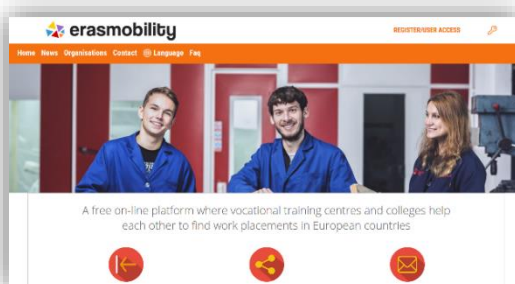 erasmobility
REGISTER/USER ACCESS
Home News Organisations Contact Language Faq
A free on-line platform where vocational training centres and colleges help
each other to find work placements in European countries